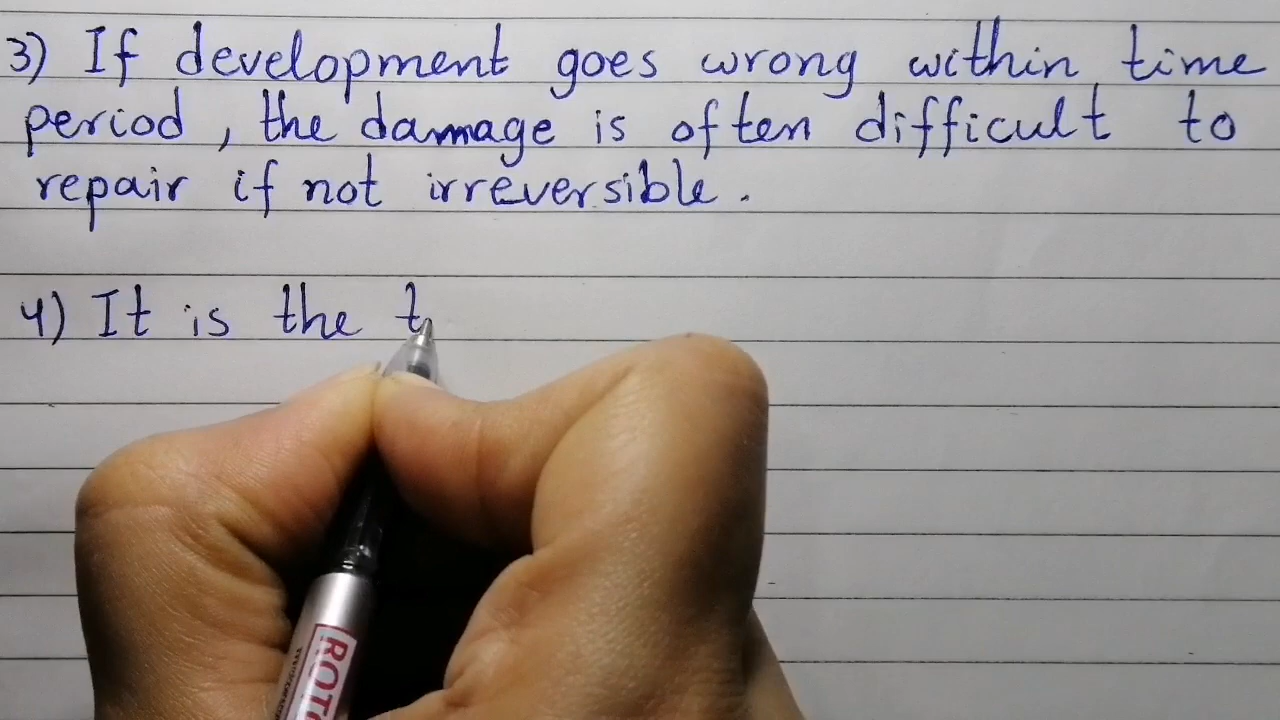 3) If development goes wrong within time
period, the damage is often difficult to
repair if not irreversible.
4) It is the t
ROTO